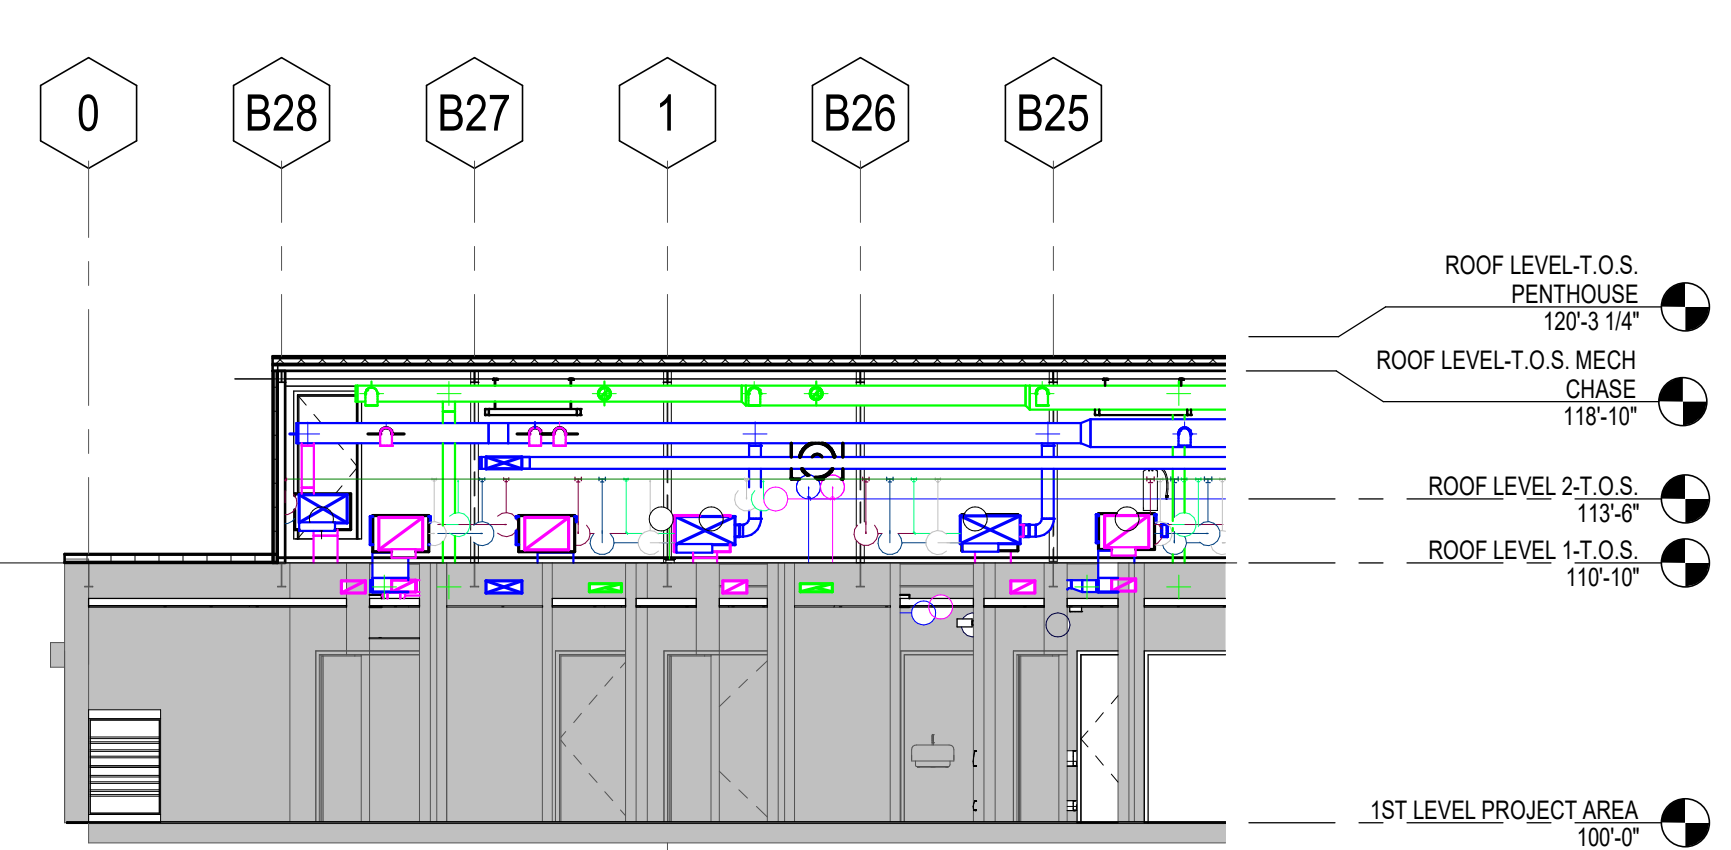 0
B28
B27
1
B26
B25
ROOF LEVEL-T.O.S.
PENTHOUSE
120'-3 1/4"
ROOF LEVEL-T.O.S. MECH
CHASE
118'-10"
ROOF LEVEL 2-T.O.S.
113'-6"
ROOF LEVEL 1-T.O.S.
110'-10"
1ST LEVEL PROJECT AREA
100'-0"